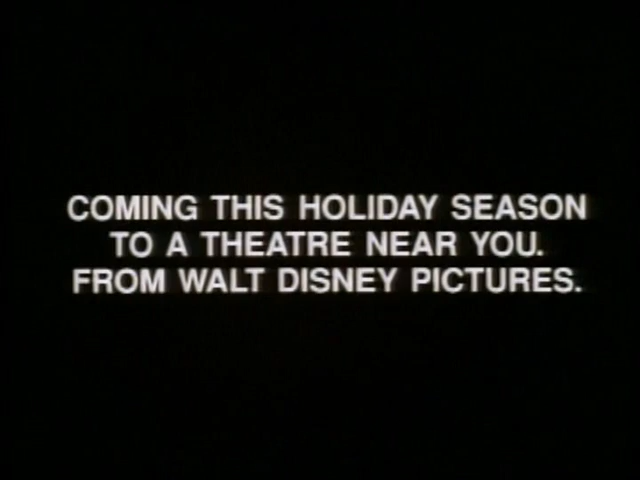 COMING THIS HOLIDAY SEASON
TO A THEATRE NEAR YOU.
FROM WALT DISNEY PICTURES.